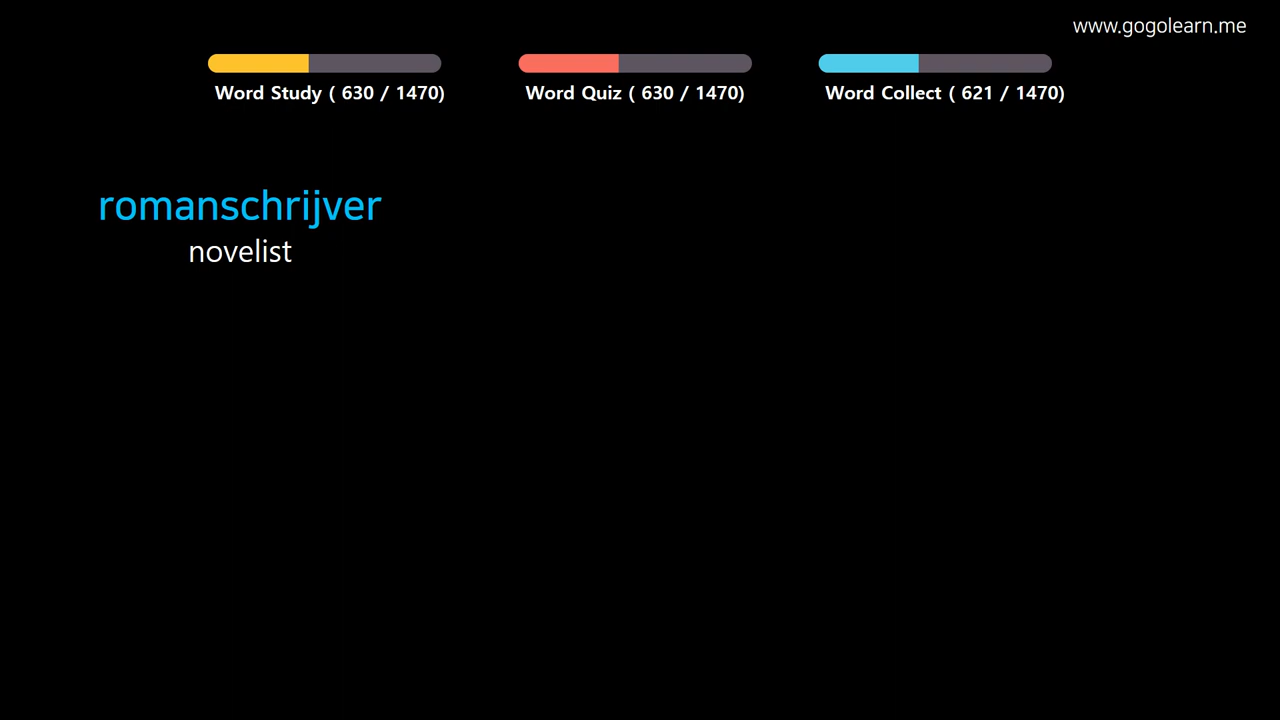 www.gogolearn.me
Word Study ( 630 / 1470)
Word Quiz ( 630 / 1470)
Word Collect ( 621 / 1470)
romanschrijver
novelist